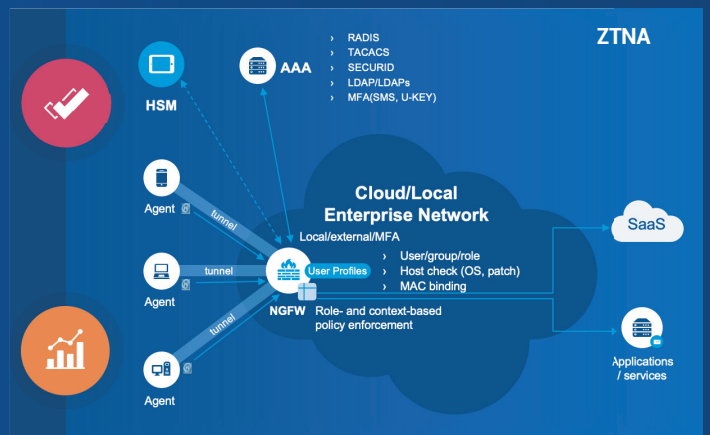 ZTNA
› RADIS
› TACACS
› SECURID
› LDAP/LDAPs
› MFA(SMS, U-KEY)
AAA
HSM
Agent
tunnel
Agent
tunnel
Agent
tunnel
Cloud/Local
Enterprise Network
Local/external/MFA
User Profiles
› User/group/role
› Host check (OS, patch)
› MAC binding
NGFW
Role- and context-based
policy enforcement
SaaS
Applications
/ services